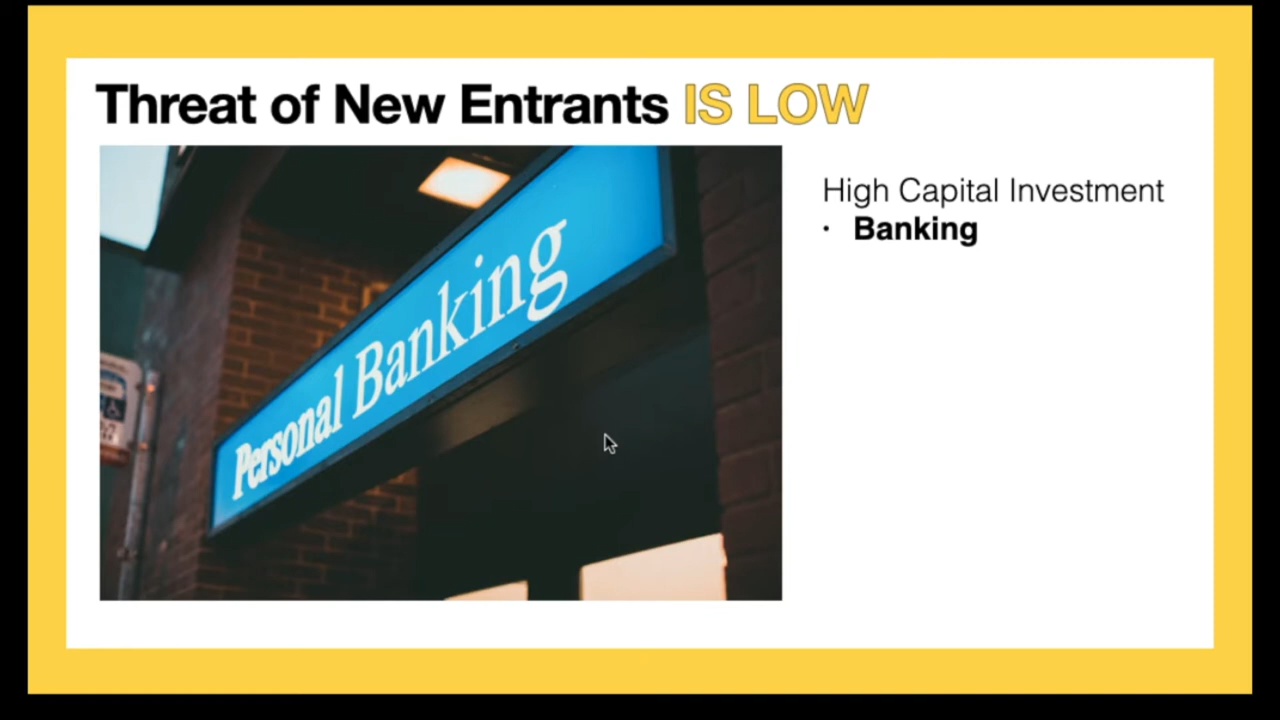 Threat of New Entrants IS LOW
Personal Banking
High Capital Investment
· Banking